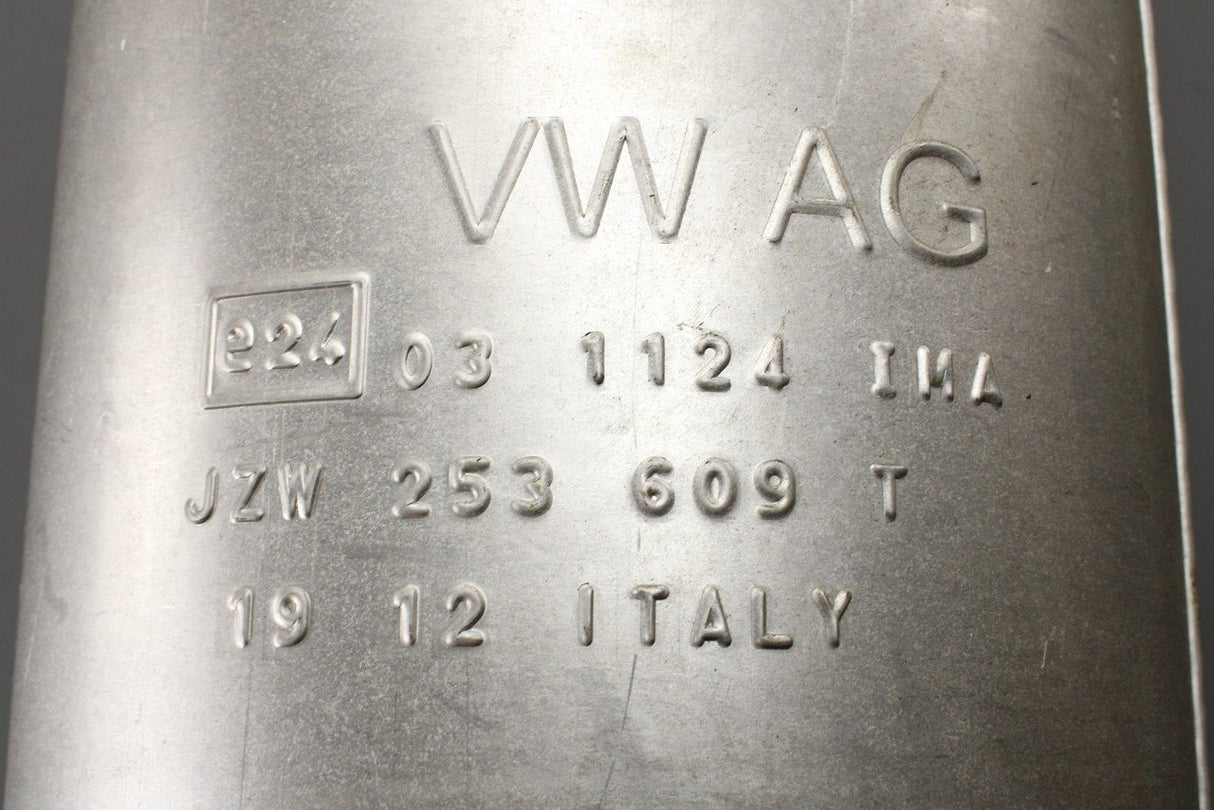 VW AG
e24 03 1124 IMA
JZW 253 609 T
19 12 ITALY